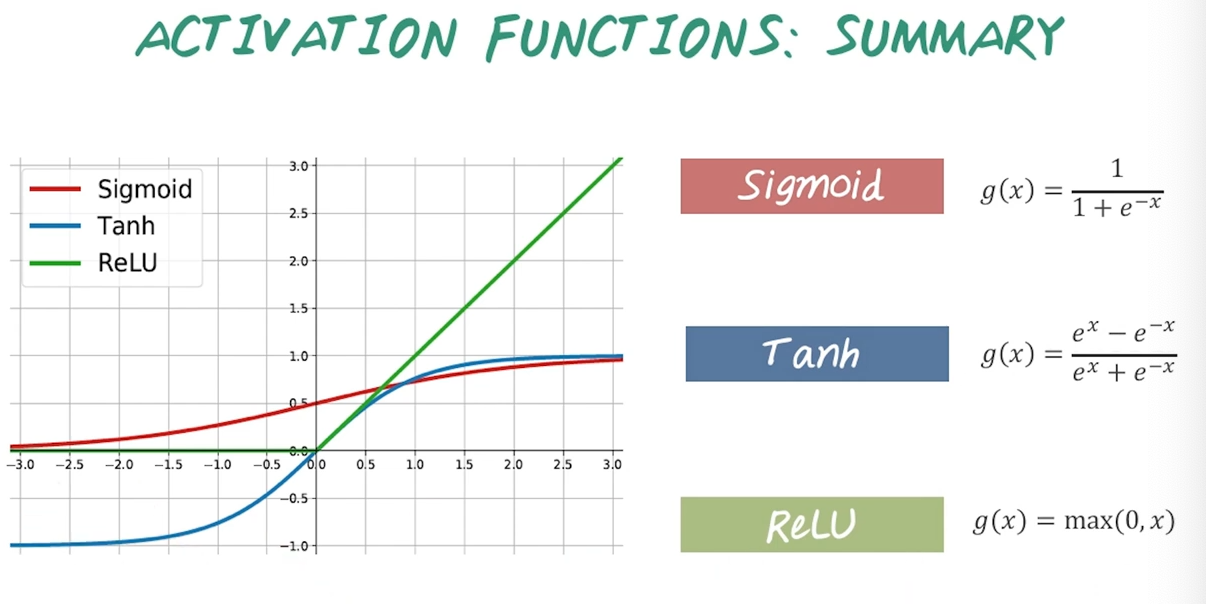 ACTIVATION FUNCTIONS: SUMMARY
Sigmoid
Tanh
ReLU
3.0
2.5
2.0
1.5
1.0
0.5
0.0
−0.5
−1.0
−3.0 −2.5 −2.0 −1.5 −1.0 −0.5 0.0 0.5 1.0 1.5 2.0 2.5 3.0
Sigmoid g(x) = 1 / (1 + e^−x)
Tanh g(x) = (e^x − e^−x) / (e^x + e^−x)
ReLU g(x) = max(0, x)